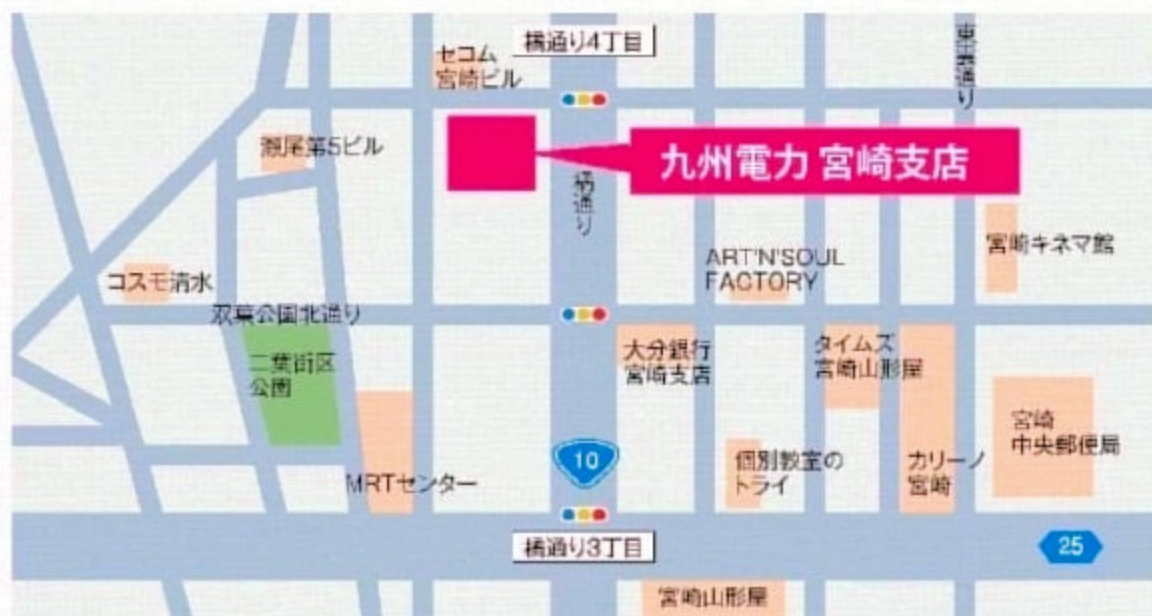 橘通り4丁目
セコム
宮崎ビル
瀬尾第5ビル
九州電力 宮崎支店
橘通り
宮崎キネマ館
ART'N'SOUL
FACTORY
コスモ清水
双葉公園北通り
二葉街区
公園
大分銀行
宮崎支店
タイムズ
宮崎山形屋
宮崎
中央郵便局
10
個別教室の
トライ
カリーノ
宮崎
MRTセンター
橘通り3丁目
25
宮崎山形屋